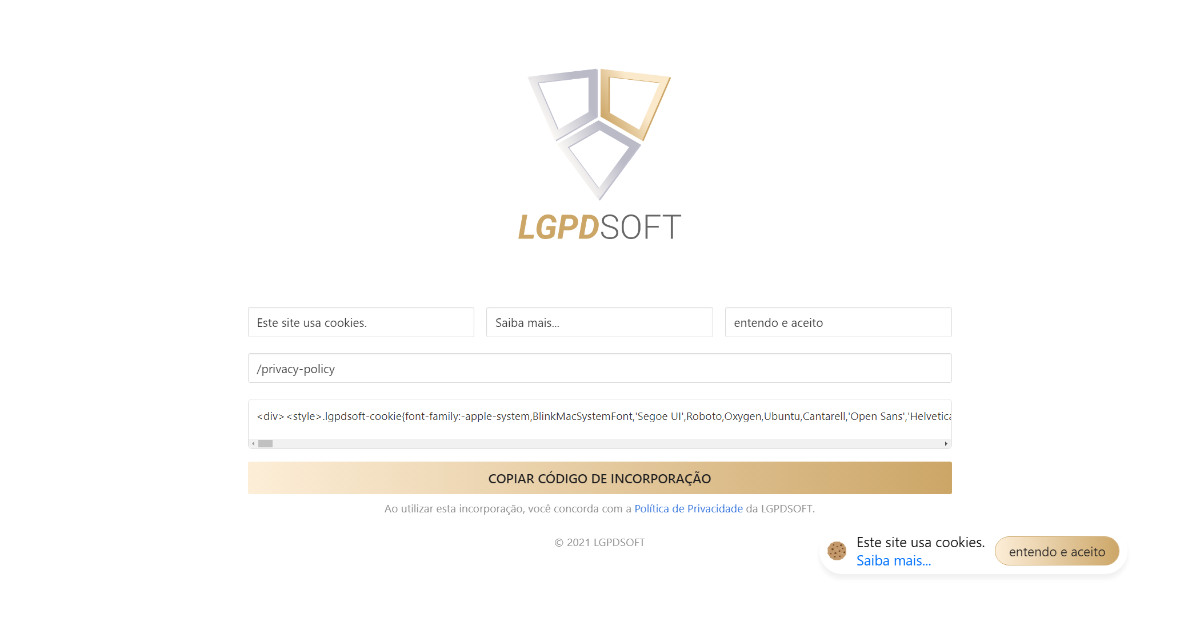 LGPDSOFT
Este site usa cookies.
Saiba mais...
entendo e aceito
/privacy-policy
<div><style>.lgpdsoft-cookie{font-family:-apple-system,BlinkMacSystemFont,'Segoe UI',Roboto,Oxygen,Ubuntu,Cantarell,'Open Sans','Helvetica
COPIAR CÓDIGO DE INCORPORAÇÃO
Ao utilizar esta incorporação, você concorda com a Política de Privacidade da LGPDSOFT.
© 2021 LGPDSOFT
Este site usa cookies.
Saiba mais...
entendo e aceito